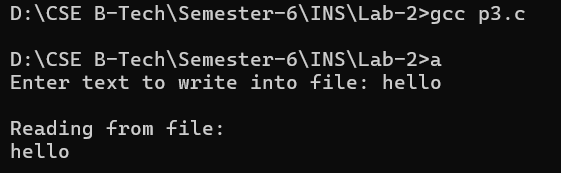 D:\CSE B-Tech\Semester-6\INS\Lab-2>gcc p3.c
D:\CSE B-Tech\Semester-6\INS\Lab-2>a
Enter text to write into file: hello
Reading from file:
hello